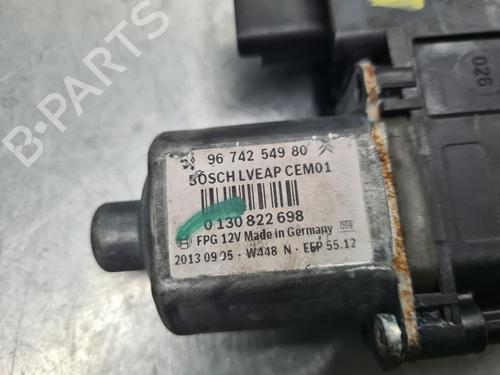 96 742 549 80
BOSCH LVEAP CEM01
0 130 822 698
FPG 12V Made in Germany 058
2013 09 05 · W448 N · EEP 55.12
026
B-PARTS